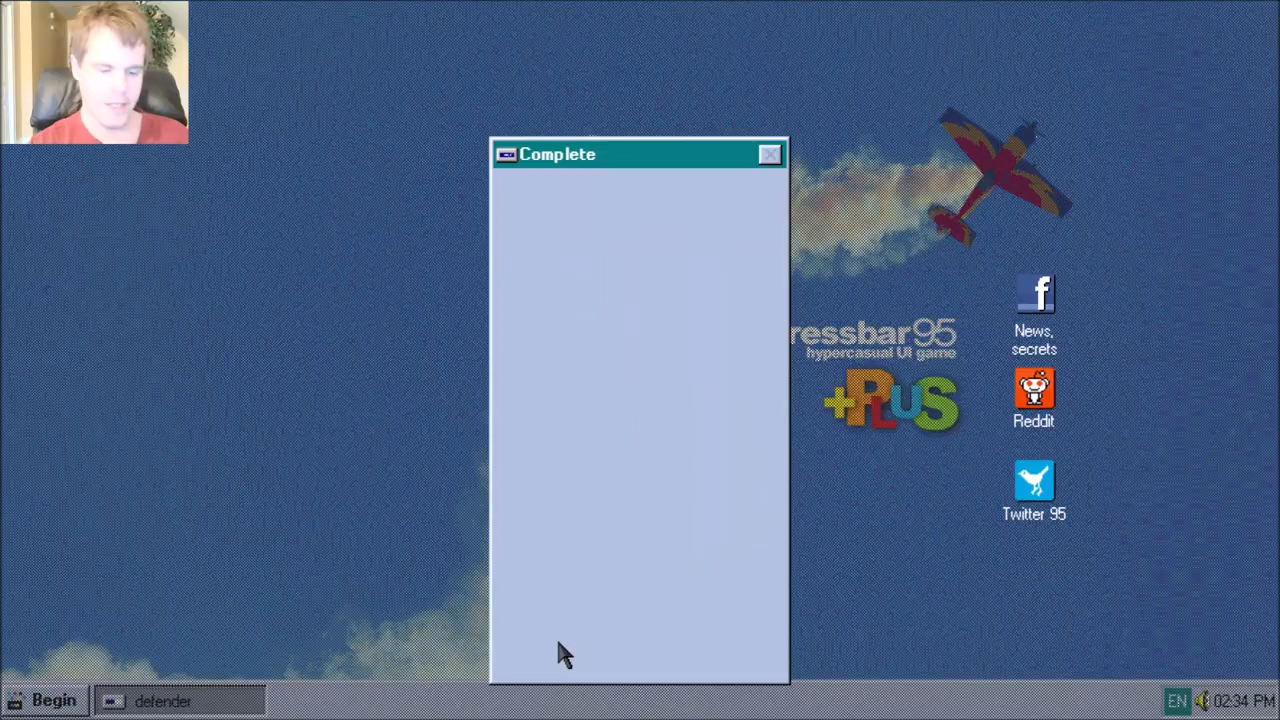 Complete
f
News,
secrets
ressbar95
hypercasual UI game
+PLUS
Reddit
Twitter 95
Begin
defender
EN
02:34 PM